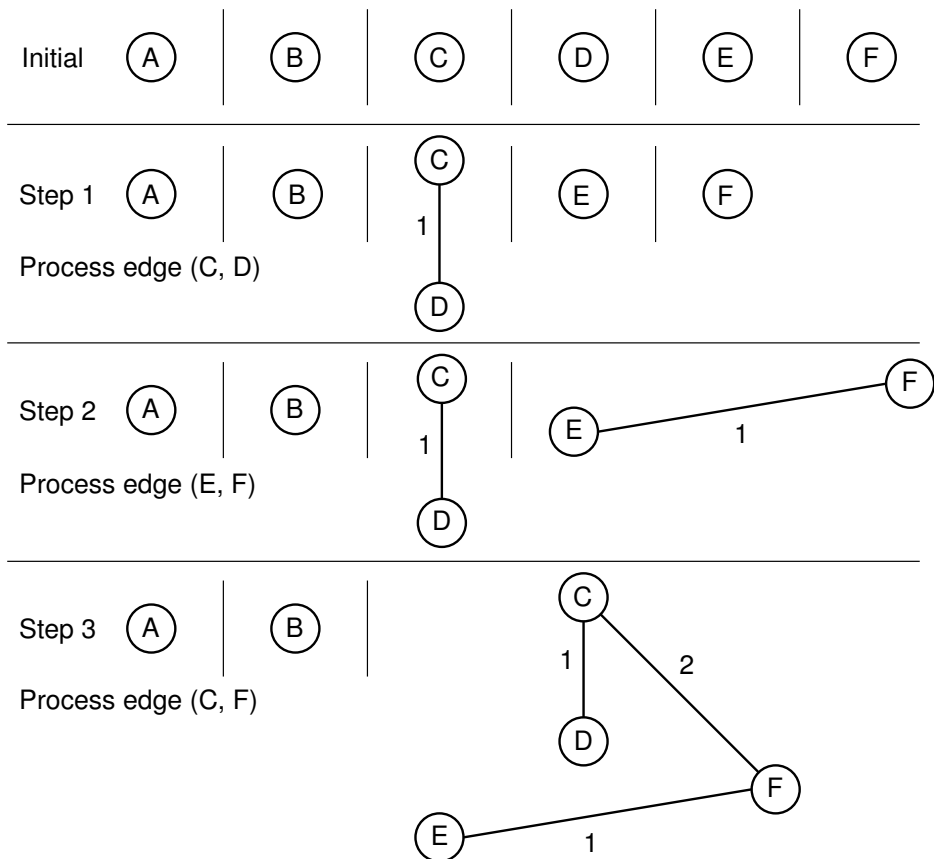 Initial A B C D E F
C
Step 1 A B E F
1
Process edge (C, D)
D
C F
Step 2 A B 1 E 1
Process edge (E, F)
D
C
Step 3 A B 1 2
Process edge (C, F)
D
F
E 1